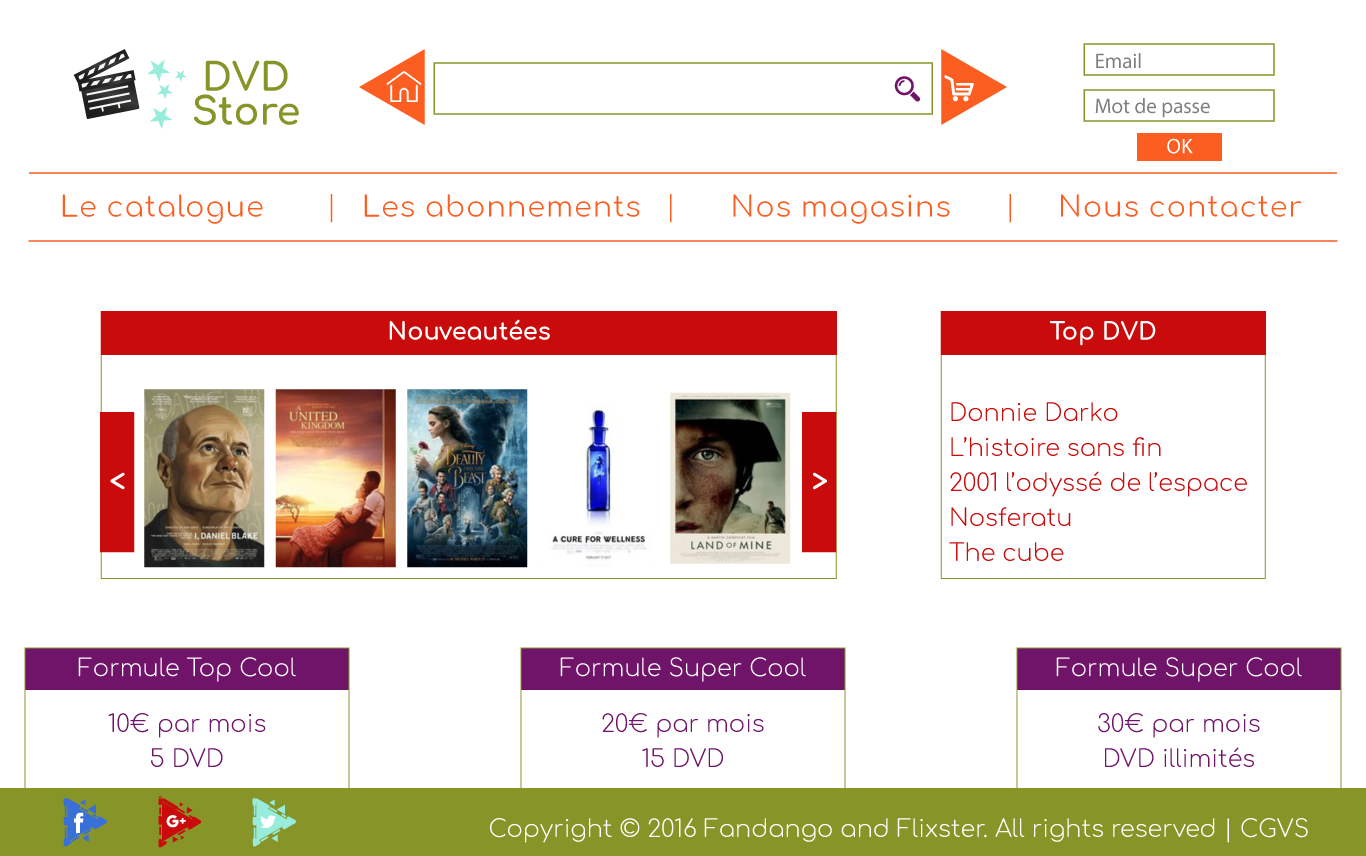 DVD
Store
Email
Mot de passe
OK
Le catalogue | Les abonnements | Nos magasins | Nous contacter
Nouveautées
Top DVD
I, DANIEL BLAKE
A
UNITED
KINGDOM
BEAUTY
AND THE
BEAST
A CURE FOR WELLNESS
LAND OF MINE
<
>
Donnie Darko
L'histoire sans fin
2001 l'odyssé de l'espace
Nosferatu
The cube
Formule Top Cool
10€ par mois
5 DVD
Formule Super Cool
20€ par mois
15 DVD
Formule Super Cool
30€ par mois
DVD illimités
f
G+
Copyright © 2016 Fandango and Flixster. All rights reserved | CGVS